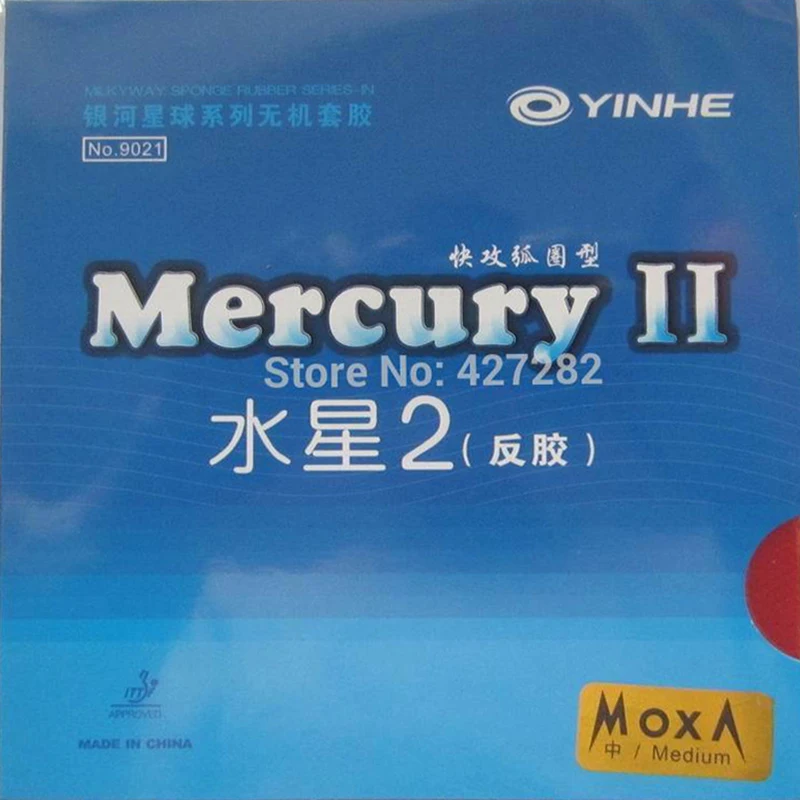 MILKYWAY SPONGE RUBBER SERIES-IN
银河星球系列无机套胶
No.9021
YINHE
快攻弧圈型
Mercury II
Store No: 427282
水星2(反胶)
ITTF
APPROVED
MADE IN CHINA
MOXA
中 / Medium